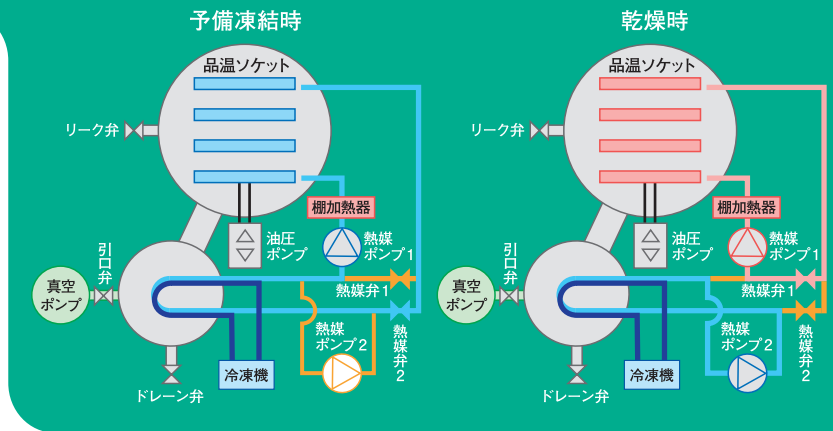 予備凍結時
品温ソケット
リーク弁
棚加熱器
油圧
ポンプ
熱媒
ポンプ1
引口弁
真空
ポンプ
熱媒弁1
熱媒
ポンプ2
熱媒弁2
冷凍機
ドレーン弁
乾燥時
品温ソケット
リーク弁
棚加熱器
油圧
ポンプ
熱媒
ポンプ1
引口弁
真空
ポンプ
熱媒弁1
熱媒
ポンプ2
熱媒弁2
冷凍機
ドレーン弁